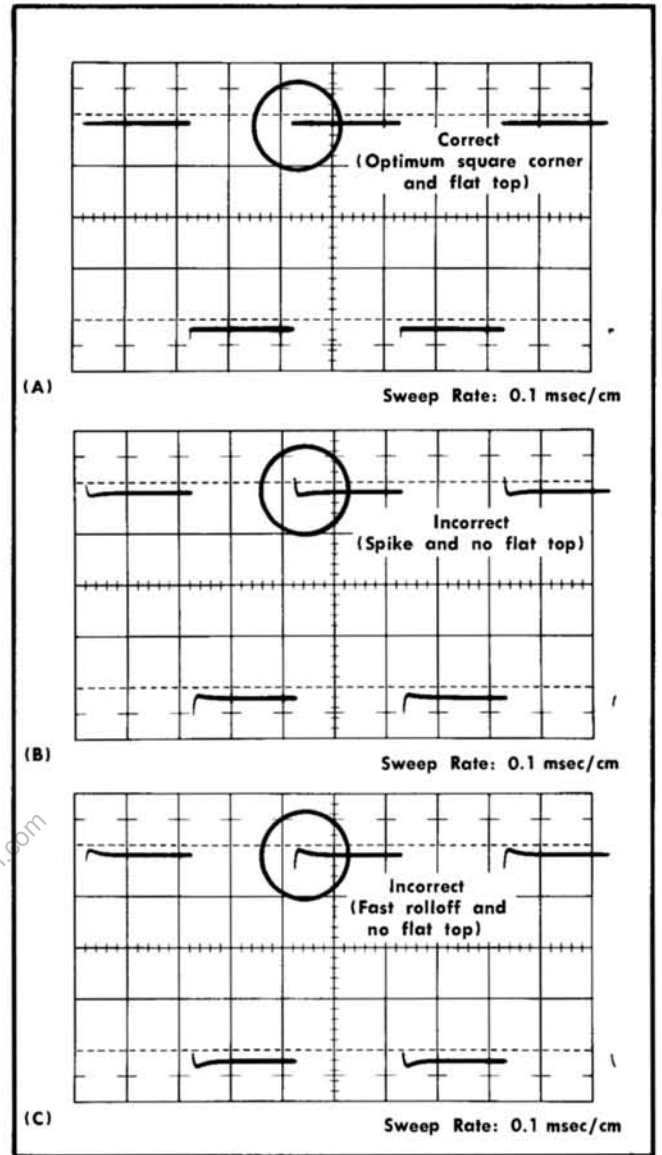 Correct
(Optimum square corner
and flat top)
(A)
Sweep Rate: 0.1 msec/cm
Incorrect
(Spike and no flat top)
(B)
Sweep Rate: 0.1 msec/cm
.com
Incorrect
(Fast rolloff and
no flat top)
(C)
Sweep Rate: 0.1 msec/cm